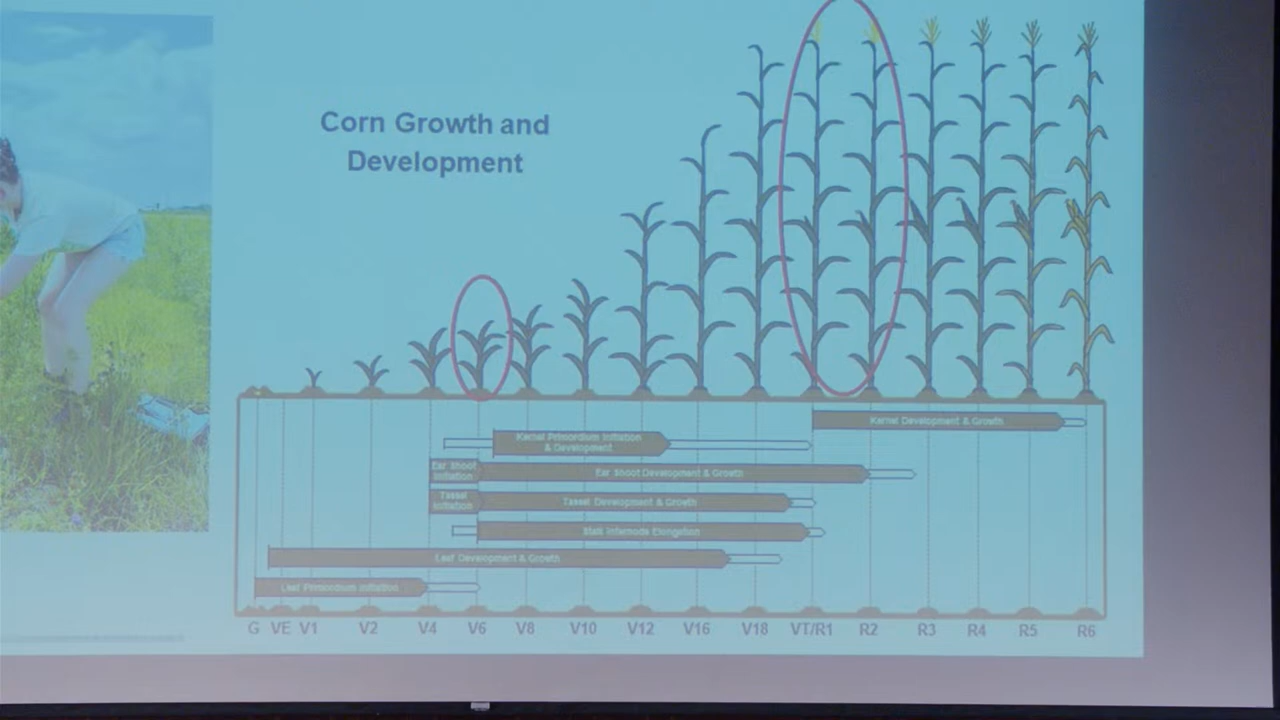 Corn Growth and
Development
Kernel Development & Growth
Kernel Primordium Initiation
& Development
Ear Shoot
Initiation
Ear Shoot Development & Growth
Tassel
Initiation
Tassel Development & Growth
Stalk Internode Elongation
Leaf Development & Growth
Leaf Primordium Initiation
G VE V1 V2 V4 V6 V8 V10 V12 V16 V18 VT/R1 R2 R3 R4 R5 R6